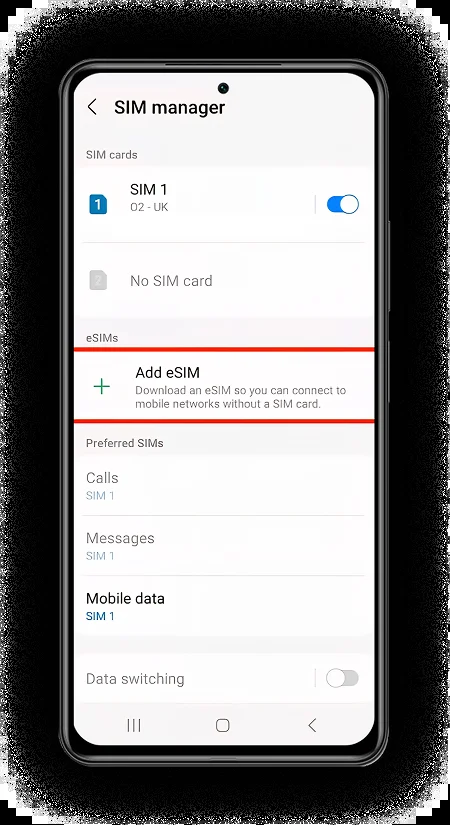 SIM manager
SIM cards
1
SIM 1
O2 - UK
2
No SIM card
eSIMs
Add eSIM
Download an eSIM so you can connect to
mobile networks without a SIM card.
Preferred SIMs
Calls
SIM 1
Messages
SIM 1
Mobile data
SIM 1
Data switching